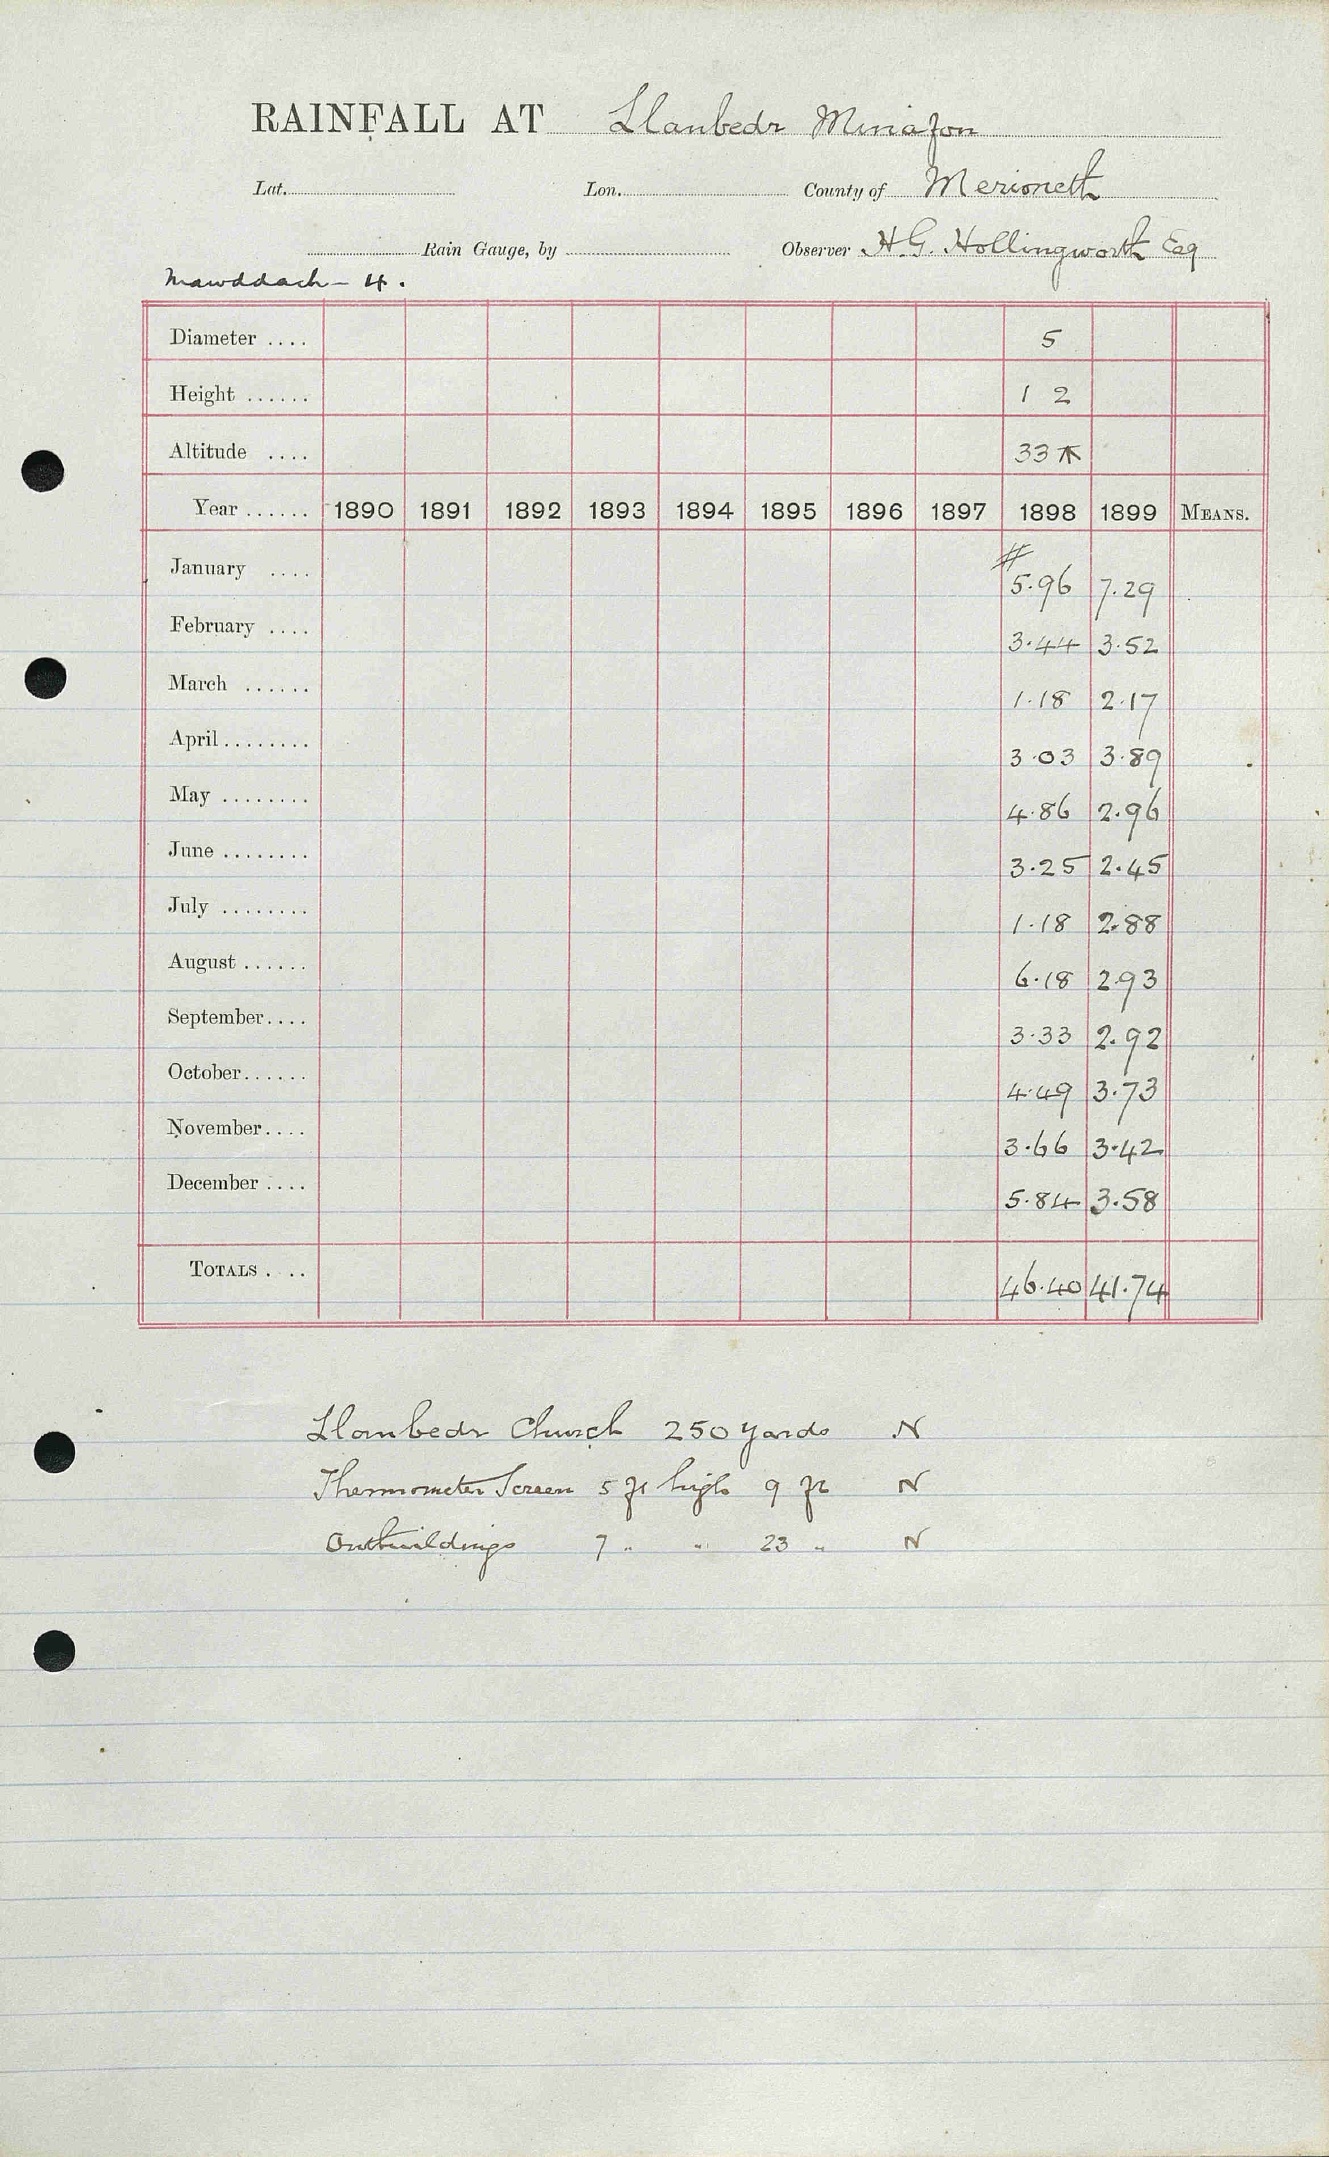 RAINFALL AT Llanbedr Miniafon
Lat. Lon. County of Merioneth
Rain Gauge, by Observer H.G. Hollingworth Esq
Mawddach - 4.
Diameter .... 5
Height ...... 1 2
Altitude .... 33
Year ...... 1890 1891 1892 1893 1894 1895 1896 1897 1898 1899 MEANS.
#
January .... 5.96 7.29
February .... 3.44 3.52
March ...... 1.18 2.17
April ........ 3.03 3.89
May ........ 4.86 2.96
June ........ 3.25 2.45
July ........ 1.18 2.88
August ...... 6.18 2.93
September.... 3.33 2.92
October...... 4.49 3.73
November.... 3.66 3.42
December .... 5.84 3.58
TOTALS . .. 46.40 41.74
Llanbedr Church 250 yards N
Thermometer Screen 5 ft high 9 ft N
Outbuildings 7 " " 23 " N